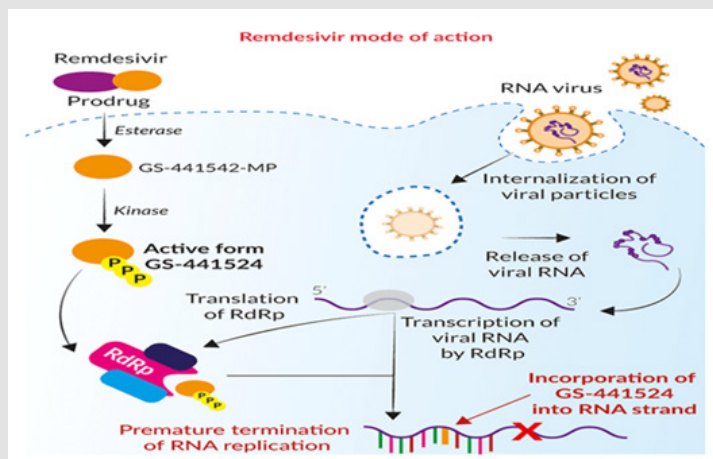 Remdesivir mode of action
Remdesivir
Prodrug
Esterase
GS-441542-MP
Kinase
Active form
GS-441524
P P P
RNA virus
Internalization of
viral particles
Release of
viral RNA
5'
3'
Translation
of RdRp
Transcription of
viral RNA
by RdRp
RdRp
P P P
Incorporation of
GS-441524
into RNA strand
Premature termination
of RNA replication